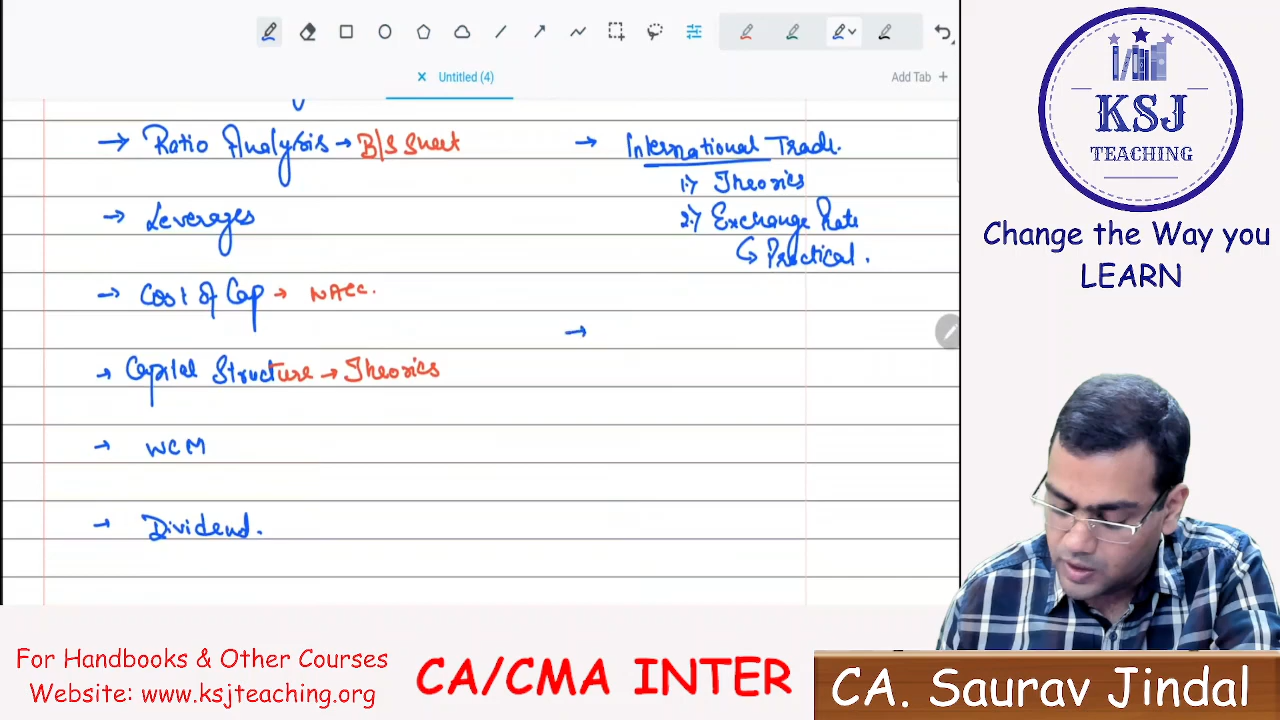 Untitled (4)
Add Tab
→ Ratio Analysis → B/S Sheet
→ Leverages
→ Cost of Cap → WACC.
→ Capital Structure → Theories
→ WCM
→ Dividend.
→ International Trade.
1.) Theories
2.) Exchange Rate
↳ Practical.
→
KSJ
TEACHING
Change the Way you
LEARN
For Handbooks & Other Courses
Website: www.ksjteaching.org
CA/CMA INTER
CA. Saurav Jindal